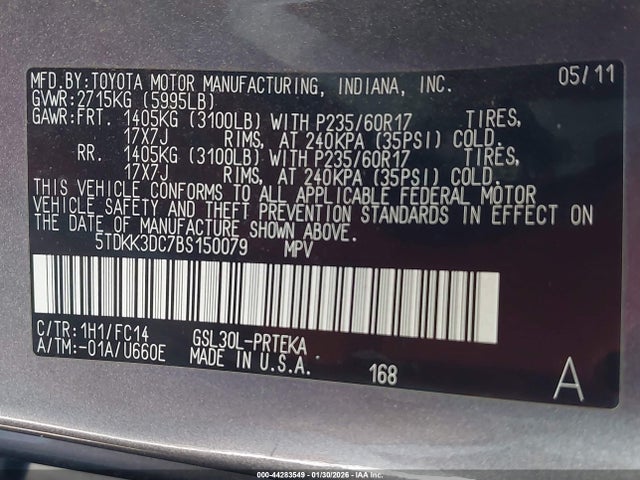 MFD.BY:TOYOTA MOTOR MANUFACTURING, INDIANA, INC. 05/11
GVWR:2715KG (5995LB)
GAWR:FRT. 1405KG (3100LB) WITH P235/60R17 TIRES,
17X7J RIMS, AT 240KPA (35PSI) COLD.
RR. 1405KG (3100LB) WITH P235/60R17 TIRES,
17X7J RIMS, AT 240KPA (35PSI) COLD.
THIS VEHICLE CONFORMS TO ALL APPLICABLE FEDERAL MOTOR
VEHICLE SAFETY AND THEFT PREVENTION STANDARDS IN EFFECT ON
THE DATE OF MANUFACTURE SHOWN ABOVE.
5TDKK3DC7BS150079 MPV
C/TR:1H1/FC14 GSL30L-PRTEKA
A/TM:-01A/U660E MADE IN U.S.A.
168 A
000-44283549 - 01/30/2026 - IAA Inc.